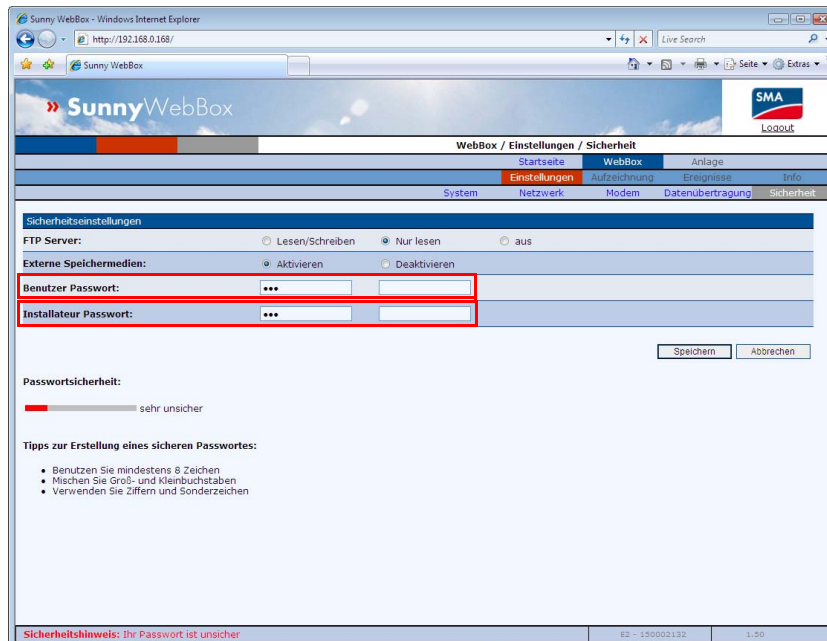 Sunny WebBox - Windows Internet Explorer
http://192.168.0.168/
Live Search
Sunny WebBox
Seite
Extras
» SunnyWebBox
SMA
Logout
WebBox / Einstellungen / Sicherheit
Startseite WebBox Anlage
Einstellungen Aufzeichnung Ereignisse Info
System Netzwerk Modem Datenübertragung Sicherheit
Sicherheitseinstellungen
FTP Server: Lesen/Schreiben Nur lesen aus
Externe Speichermedien: Aktivieren Deaktivieren
Benutzer Passwort: •••
Installateur Passwort: •••
Speichern Abbrechen
Passwortsicherheit:
sehr unsicher
Tipps zur Erstellung eines sicheren Passwortes:
• Benutzen Sie mindestens 8 Zeichen
• Mischen Sie Groß- und Kleinbuchstaben
• Verwenden Sie Ziffern und Sonderzeichen
Sicherheitshinweis: Ihr Passwort ist unsicher
E2 - 150002132
1.50